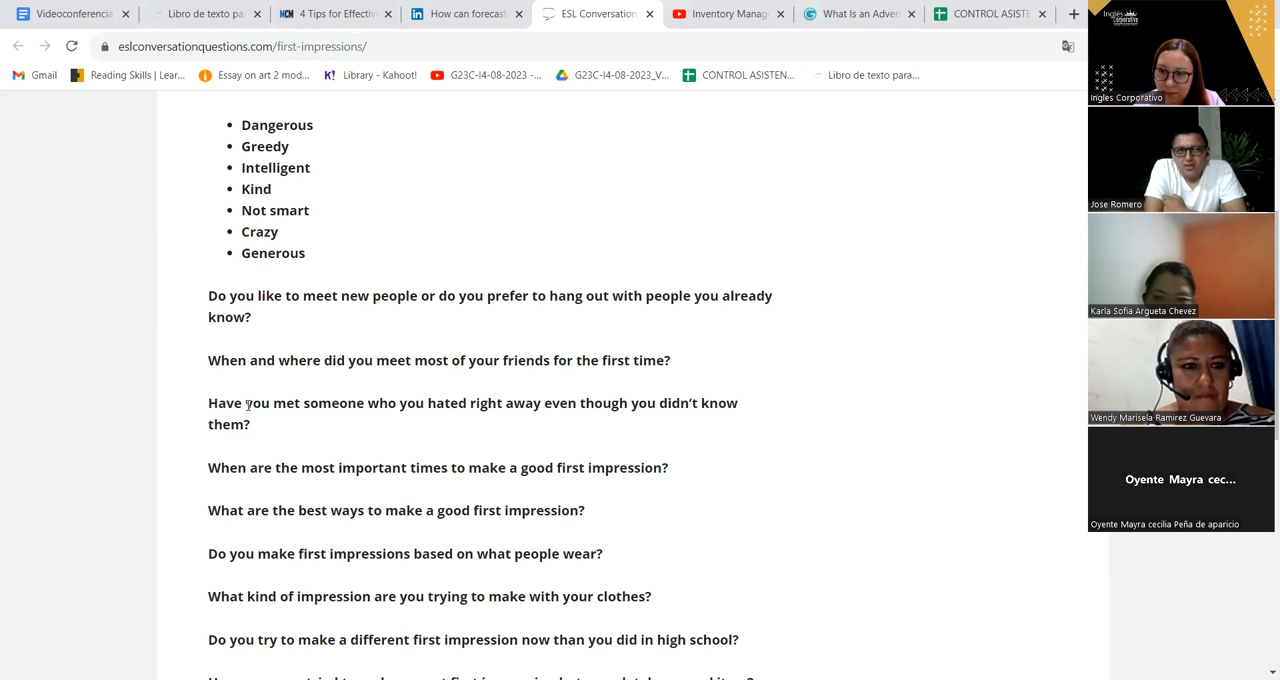 Videoconferencia
Libro de texto pa
4 Tips for Effectiv
How can forecast
ESL Conversation
Inventory Manag
What Is an Adver
CONTROL ASISTE
eslconversationquestions.com/first-impressions/
Gmail
Reading Skills | Lear...
Essay on art 2 mod...
Library - Kahoot!
G23C-I4-08-2023 -...
G23C-I4-08-2023_V...
CONTROL ASISTEN...
Libro de texto para...
Dangerous
Greedy
Intelligent
Kind
Not smart
Crazy
Generous
Do you like to meet new people or do you prefer to hang out with people you already
know?
When and where did you meet most of your friends for the first time?
Have you met someone who you hated right away even though you didn’t know
them?
When are the most important times to make a good first impression?
What are the best ways to make a good first impression?
Do you make first impressions based on what people wear?
What kind of impression are you trying to make with your clothes?
Do you try to make a different first impression now than you did in high school?
Inglés
Corporativo
Ingles Corporativo
Jose Romero
Karla Sofia Argueta Chevez
Wendy Marisela Ramirez Guevara
Oyente Mayra cec...
Oyente Mayra cecilia Peña de aparicio